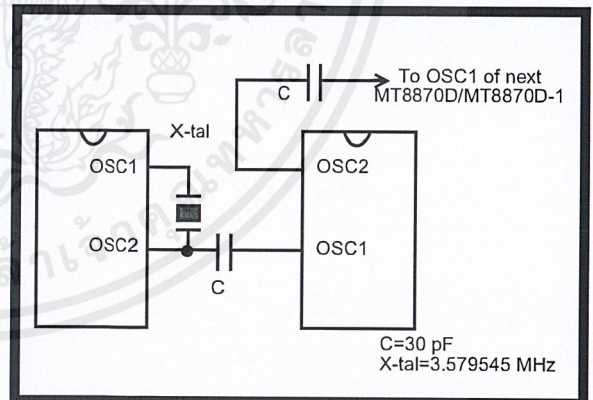 To OSC1 of next
MT8870D/MT8870D-1
C
X-tal
OSC1
OSC2
OSC2
OSC1
C
C=30 pF
X-tal=3.579545 MHz